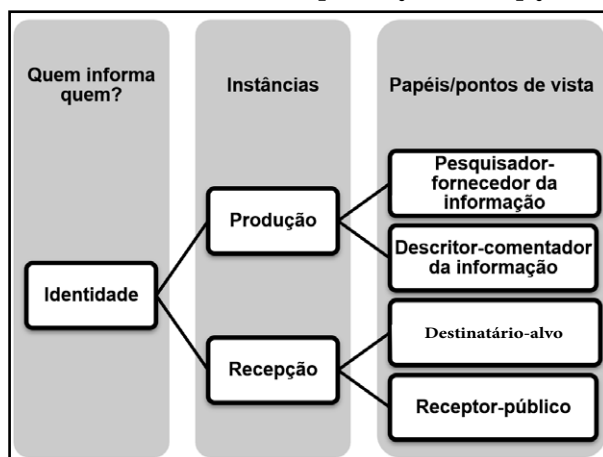 Quem informa
quem?
Instâncias
Papéis/pontos de vista
Identidade
Produção
Recepção
Pesquisador-
fornecedor da
informação
Descritor-comentador
da informação
Destinatário-alvo
Receptor-público